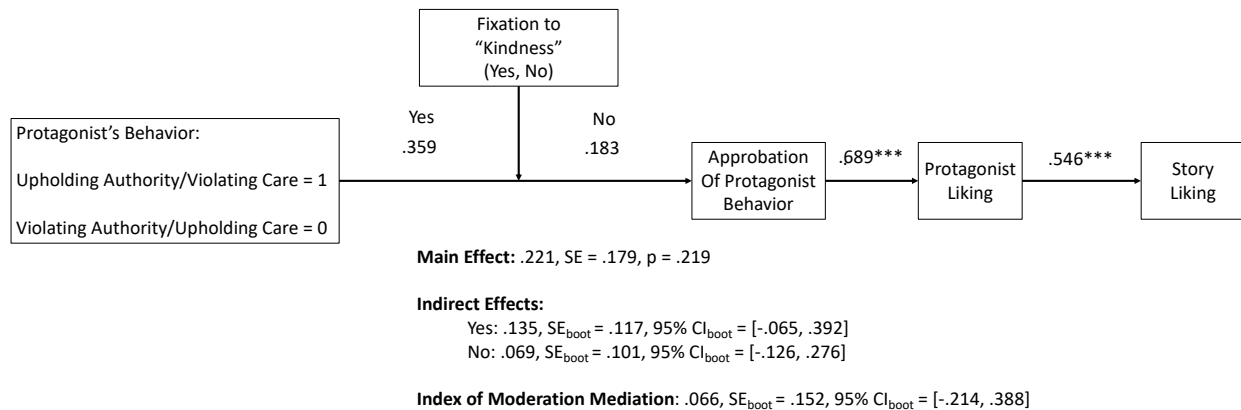 Fixation to
“Kindness”
(Yes, No)
Yes
.359
No
.183
Protagonist’s Behavior:
Upholding Authority/Violating Care = 1
Violating Authority/Upholding Care = 0
Approbation
Of Protagonist
Behavior
.689***
Protagonist
Liking
.546***
Story
Liking
Main Effect: .221, SE = .179, p = .219
Indirect Effects:
Yes: .135, SEboot = .117, 95% CIboot = [-.065, .392]
No: .069, SEboot = .101, 95% CIboot = [-.126, .276]
Index of Moderation Mediation: .066, SEboot = .152, 95% CIboot = [-.214, .388]